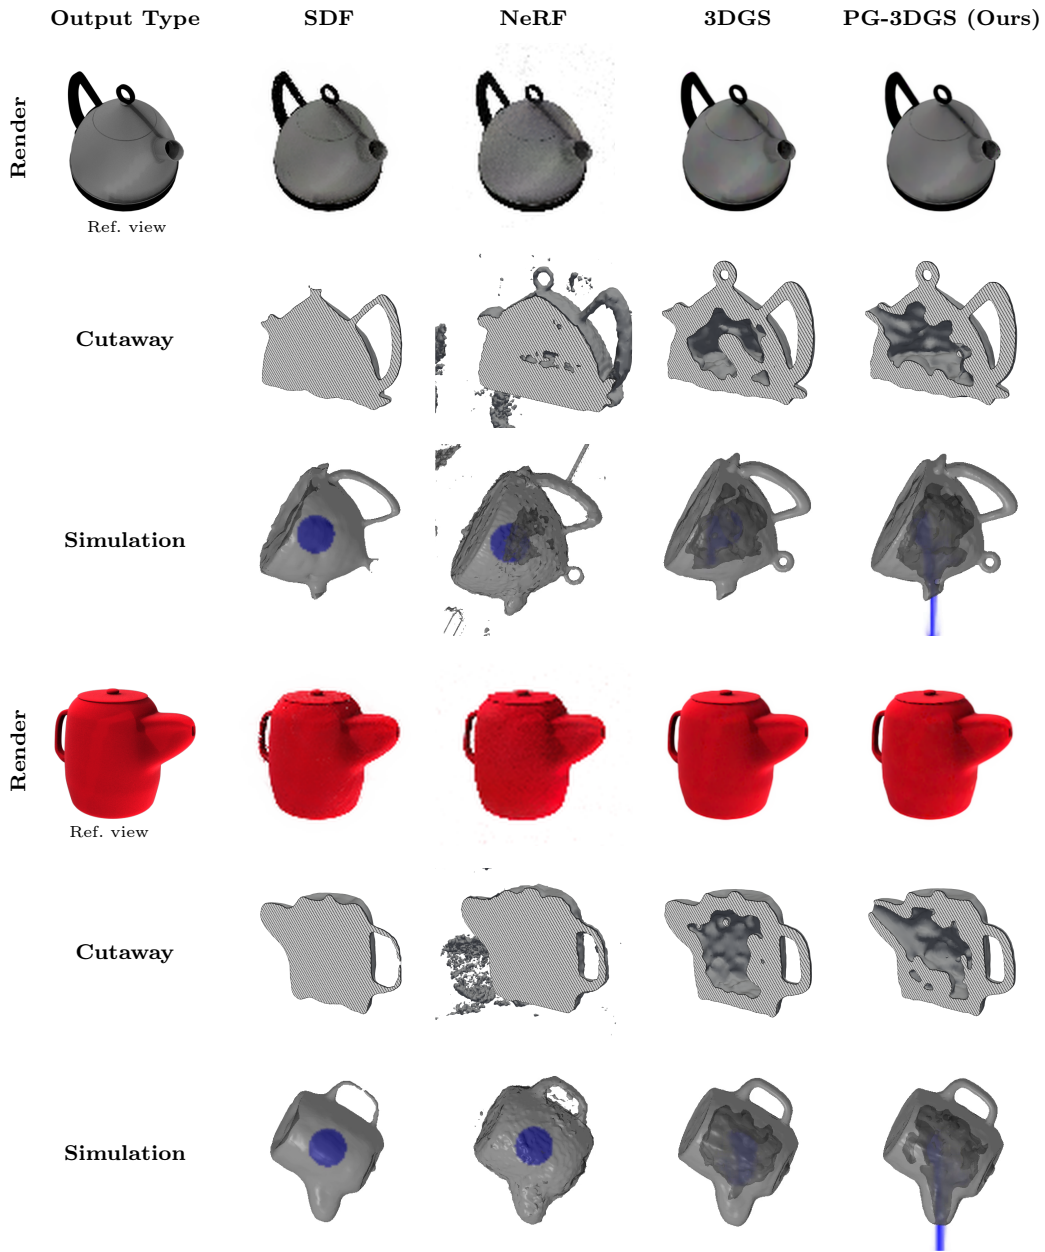 Output Type SDF NeRF 3DGS PG-3DGS (Ours)
Render
Ref. view
Cutaway
Simulation
Render
Ref. view
Cutaway
Simulation